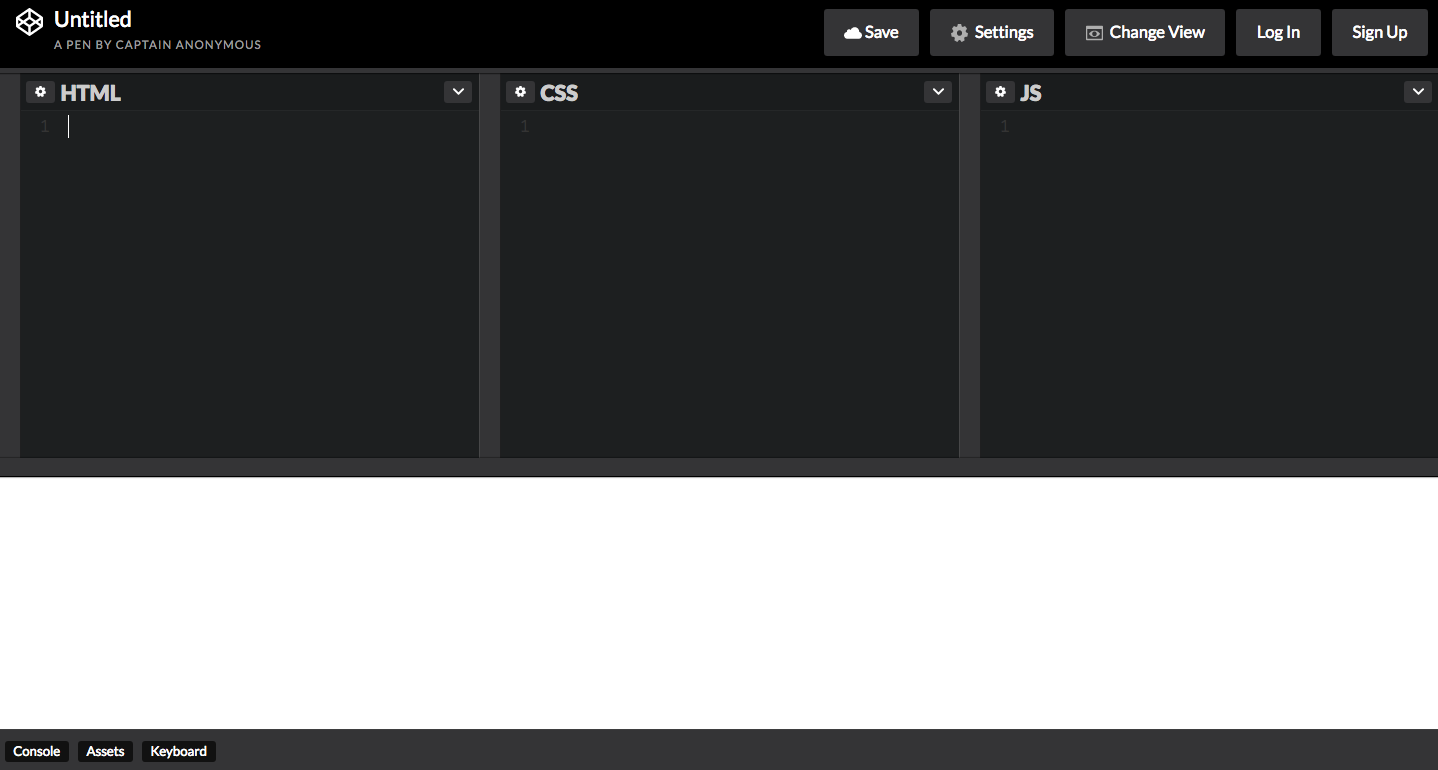 Untitled
A PEN BY CAPTAIN ANONYMOUS
Save
Settings
Change View
Log In
Sign Up
HTML
CSS
JS
1
1
1
Console
Assets
Keyboard